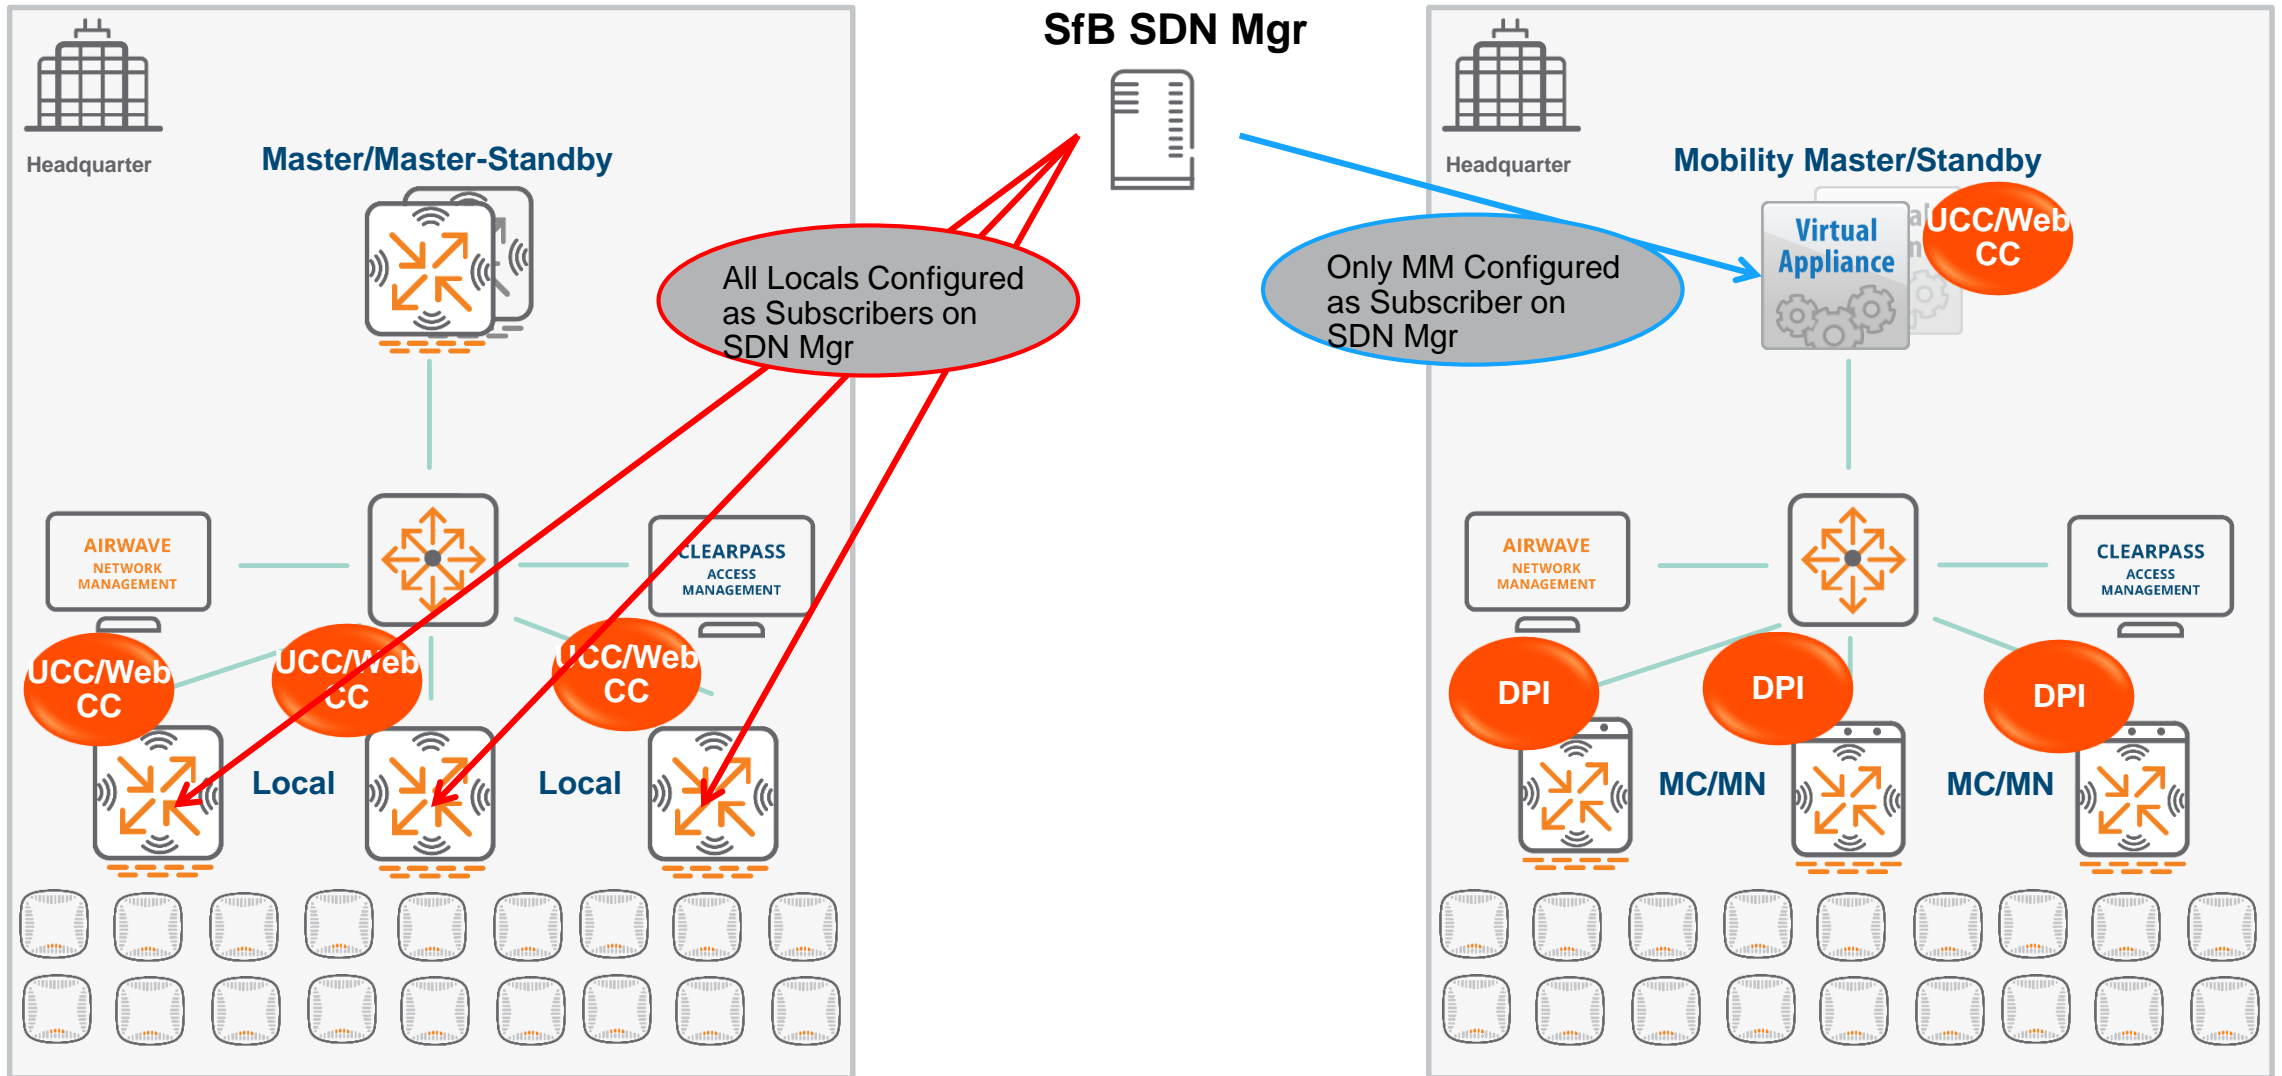 SfB SDN Mgr
Headquarter
Master/Master-Standby
All Locals Configured
as Subscribers on
SDN Mgr
AIRWAVE
NETWORK
MANAGEMENT
CLEARPASS
ACCESS
MANAGEMENT
UCC/Web
CC
UCC/Web
CC
UCC/Web
CC
Local
Local
Only MM Configured
as Subscriber on
SDN Mgr
Headquarter
Mobility Master/Standby
Virtual
Appliance
UCC/Web
CC
AIRWAVE
NETWORK
MANAGEMENT
CLEARPASS
ACCESS
MANAGEMENT
DPI
DPI
DPI
MC/MN
MC/MN